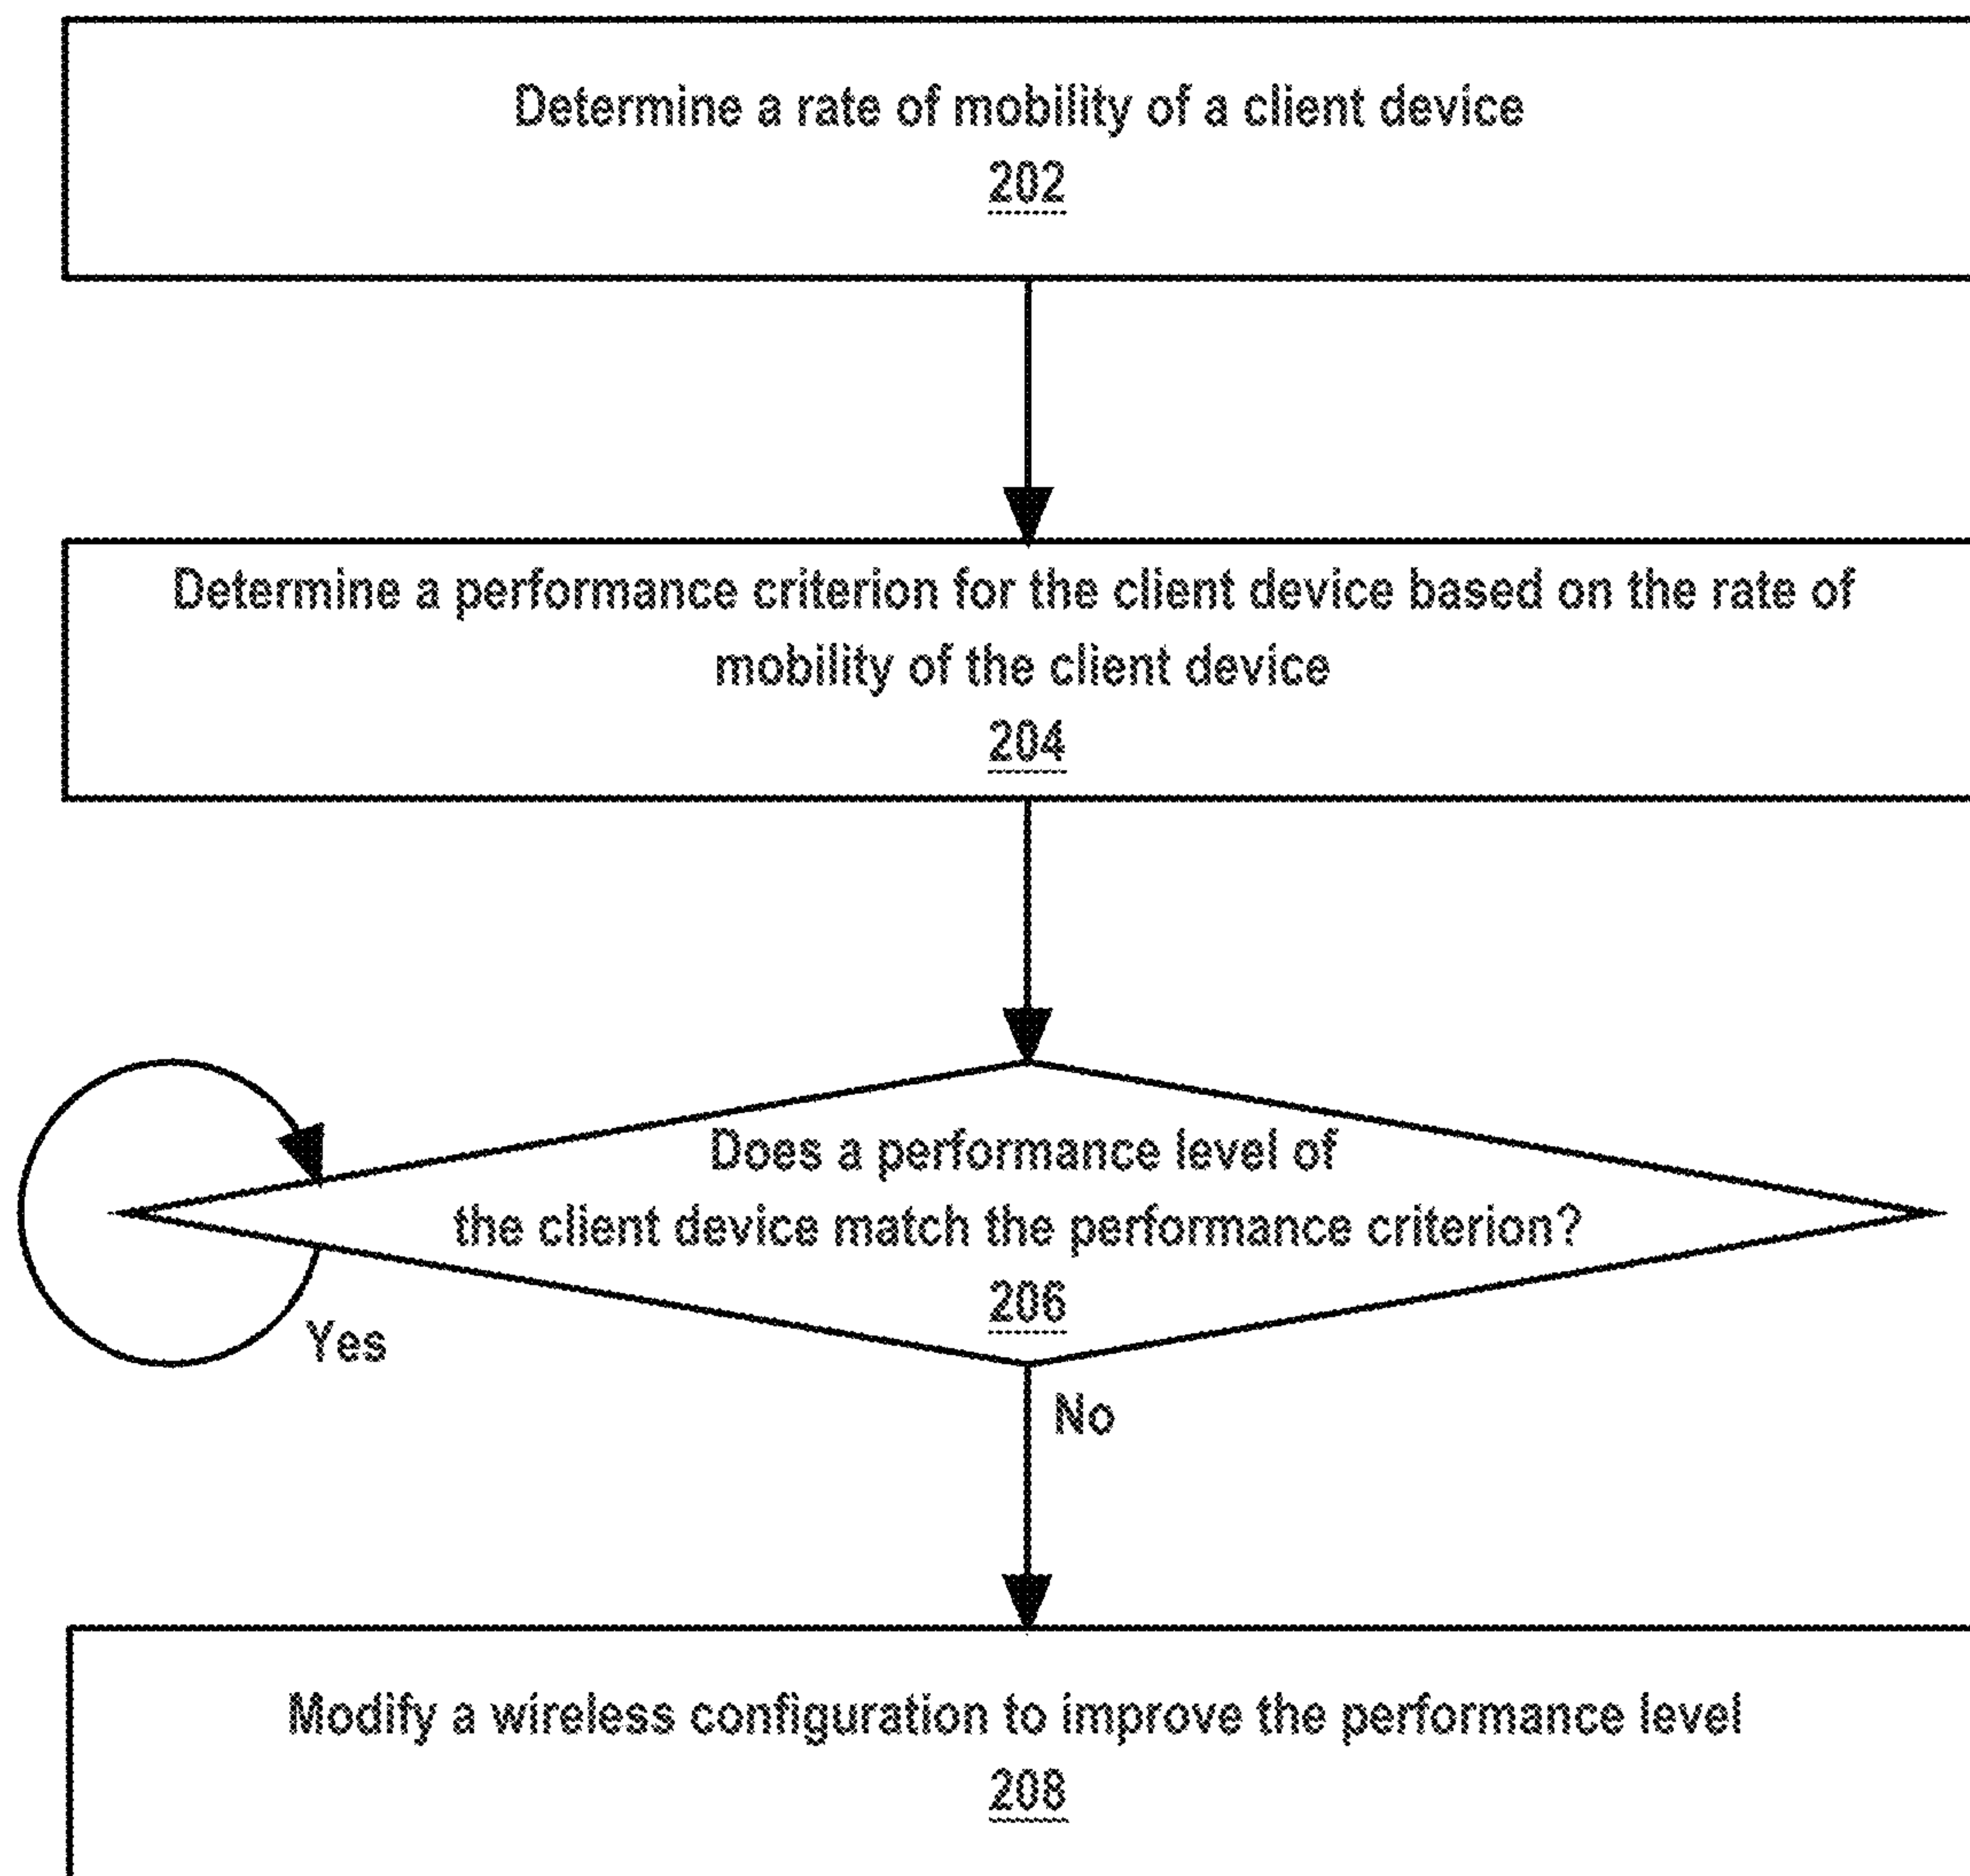 Determine a rate of mobility of a client device
202
Determine a performance criterion for the client device based on the rate of
mobility of the client device
204
Does a performance level of
the client device match the performance criterion?
206
Yes
No
Modify a wireless configuration to improve the performance level
208